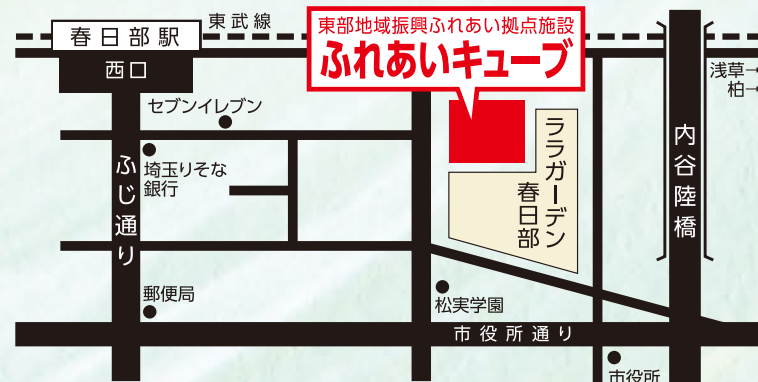 東武線
春日部駅
西口
東部地域振興ふれあい拠点施設
ふれあいキューブ
浅草→
柏→
セブンイレブン
埼玉りそな
銀行
ふじ通り
ララガーデン
春日部
内谷陸橋
郵便局
松実学園
市役所通り
市役所